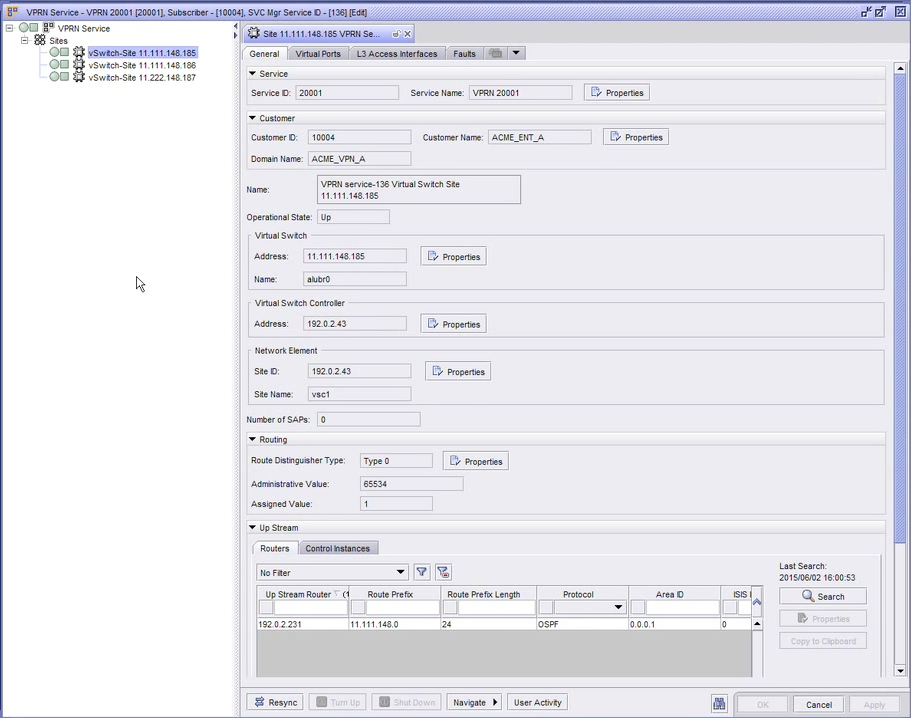 VPRN Service - VPRN 20001 [20001], Subscriber - [10004], SVC Mgr Service ID - [136] [Edit]
VPRN Service
Sites
vSwitch-Site 11.111.148.185
vSwitch-Site 11.111.148.186
vSwitch-Site 11.222.148.187
Site 11.111.148.185 VPRN Se...
General
Virtual Ports
L3 Access Interfaces
Faults
Service
Service ID: 20001 Service Name: VPRN 20001 Properties
Customer
Customer ID: 10004 Customer Name: ACME_ENT_A Properties
Domain Name: ACME_VPN_A
Name: VPRN service-136 Virtual Switch Site
11.111.148.185
Operational State: Up
Virtual Switch
Address: 11.111.148.185 Properties
Name: alubr0
Virtual Switch Controller
Address: 192.0.2.43 Properties
Network Element
Site ID: 192.0.2.43 Properties
Site Name: vsc1
Number of SAPs: 0
Routing
Route Distinguisher Type: Type 0 Properties
Administrative Value: 65534
Assigned Value: 1
Up Stream
Routers Control Instances
No Filter
Last Search:
2015/06/02 16:00:53
Search
Properties
Copy to Clipboard
Up Stream Router (1 Route Prefix Route Prefix Length Protocol Area ID ISIS
192.0.2.231 11.111.148.0 24 OSPF 0.0.0.1 0
Resync Turn Up Shut Down Navigate User Activity OK Cancel Apply